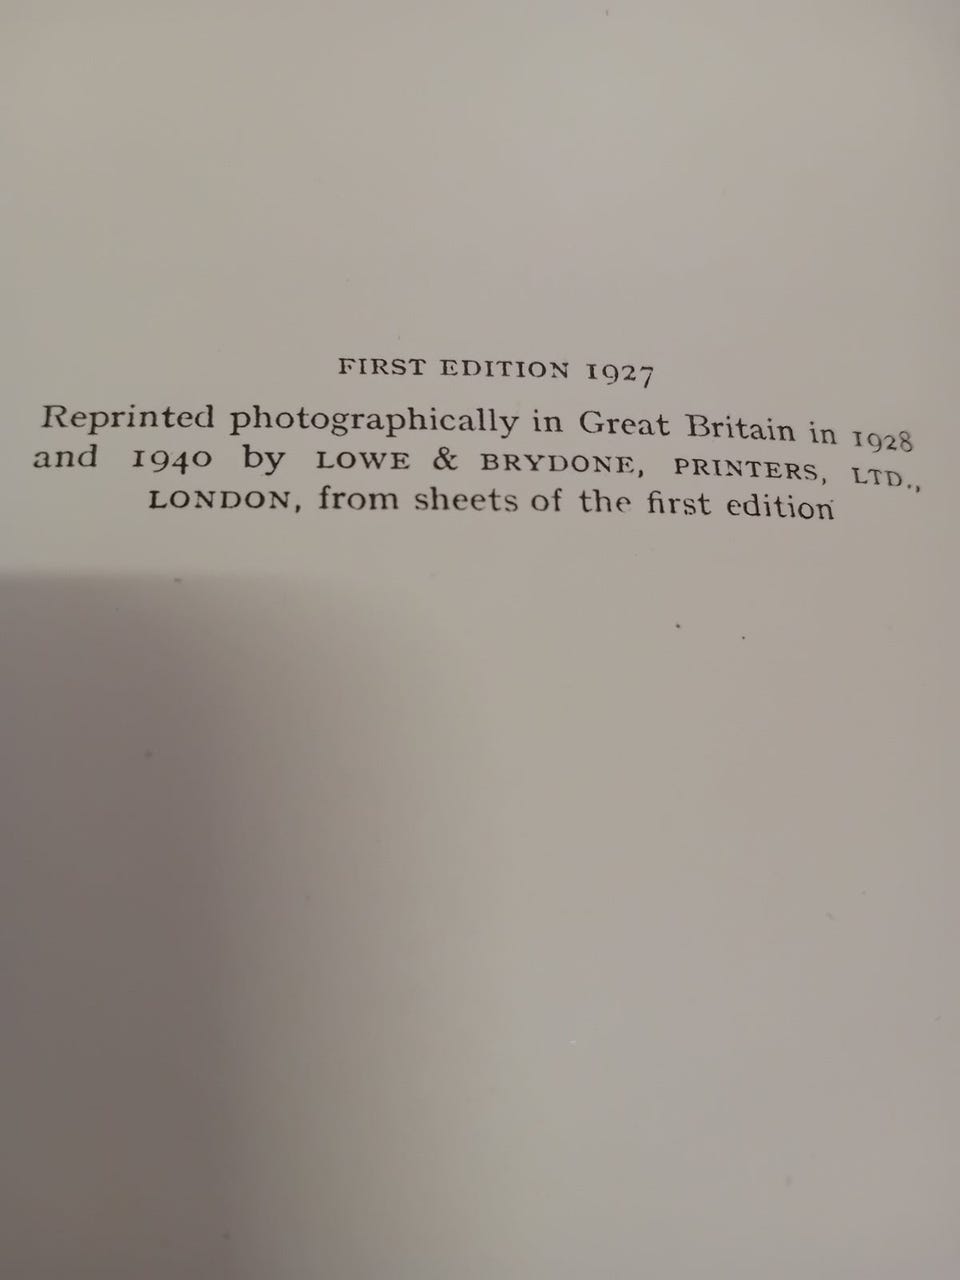 FIRST EDITION 1927
Reprinted photographically in Great Britain in 1928
and 1940 by LOWE & BRYDONE, PRINTERS, LTD.,
LONDON, from sheets of the first edition